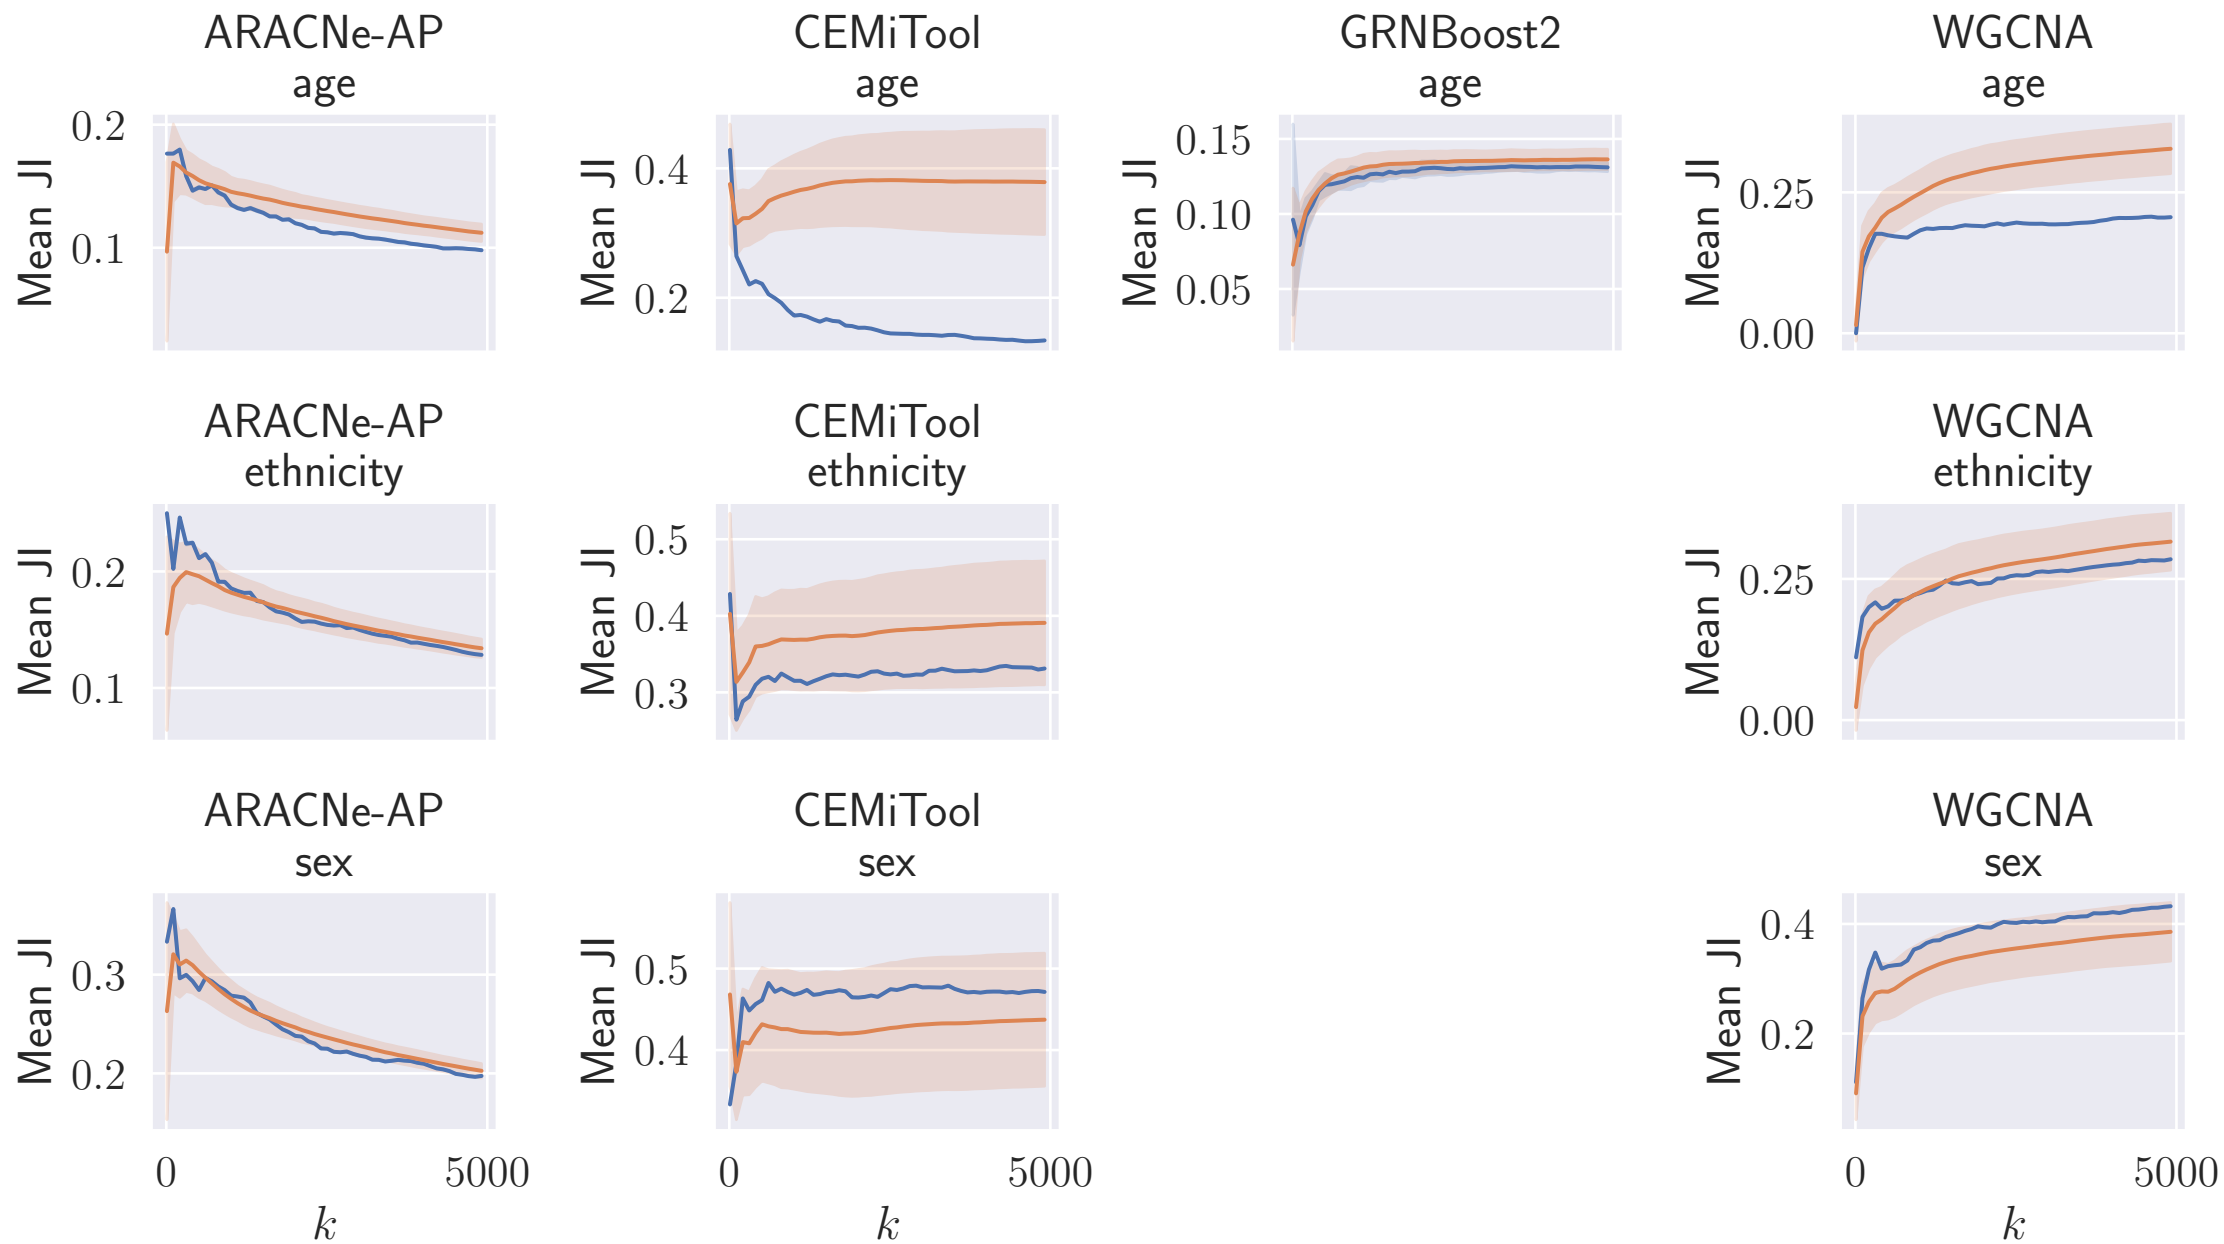 ARACNe-AP
age
CEMiTool
age
GRNBoost2
age
WGCNA
age
Mean JI
0.2
0.1
Mean JI
0.4
0.2
Mean JI
0.15
0.10
0.05
Mean JI
0.25
0.00
ARACNe-AP
ethnicity
CEMiTool
ethnicity
WGCNA
ethnicity
Mean JI
0.2
0.1
Mean JI
0.5
0.4
0.3
Mean JI
0.25
0.00
ARACNe-AP
sex
CEMiTool
sex
WGCNA
sex
Mean JI
0.3
0.2
0 5000
k
Mean JI
0.5
0.4
0 5000
k
Mean JI
0.4
0.2
0 5000
k